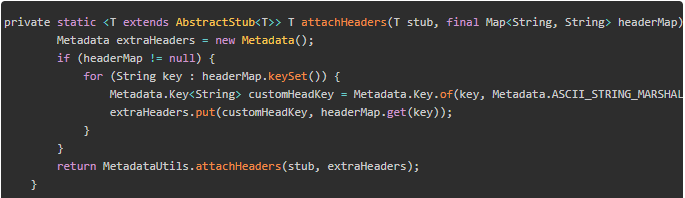 private static <T extends AbstractStub<T>> T attachHeaders(T stub, final Map<String, String> headerMap)
Metadata extraHeaders = new Metadata();
if (headerMap != null) {
for (String key : headerMap.keySet()) {
Metadata.Key<String> customHeadKey = Metadata.Key.of(key, Metadata.ASCII_STRING_MARSHAL
extraHeaders.put(customHeadKey, headerMap.get(key));
}
}
return MetadataUtils.attachHeaders(stub, extraHeaders);
}